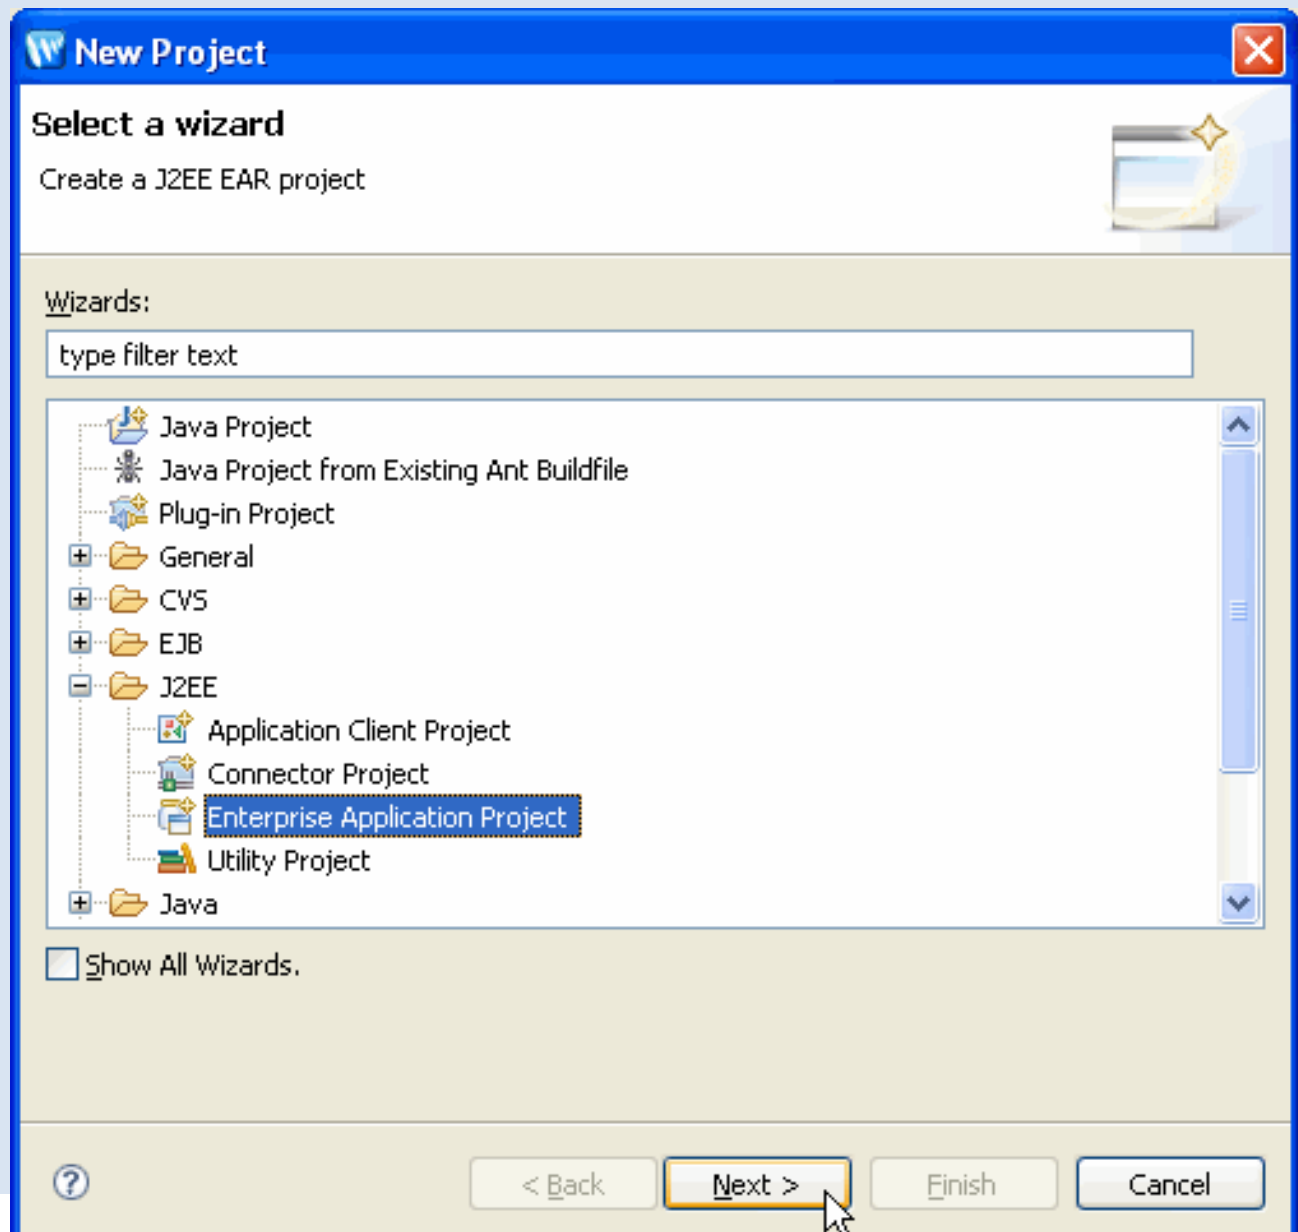 New Project
Select a wizard
Create a J2EE EAR project
Wizards:
type filter text
Java Project
Java Project from Existing Ant Buildfile
Plug-in Project
General
CVS
EJB
J2EE
Application Client Project
Connector Project
Enterprise Application Project
Utility Project
Java
Show All Wizards.
< Back Next > Finish Cancel